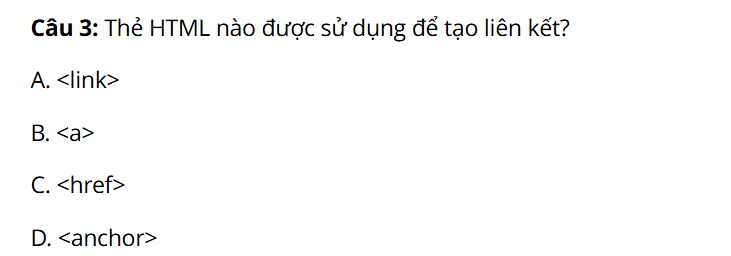 Câu 3: Thẻ HTML nào được sử dụng để tạo liên kết?
A. <link>
B. <a>
C. <href>
D. <anchor>